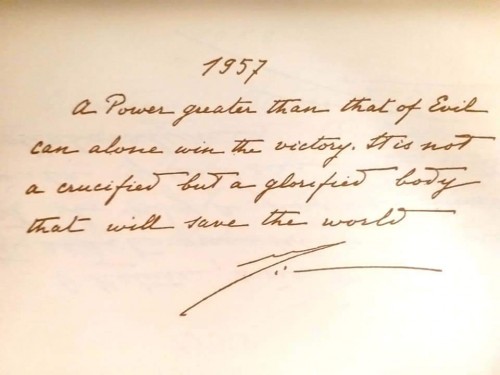 1957
A Power greater than that of Evil
can alone win the victory. It is not
a crucified but a glorified body
that will save the world